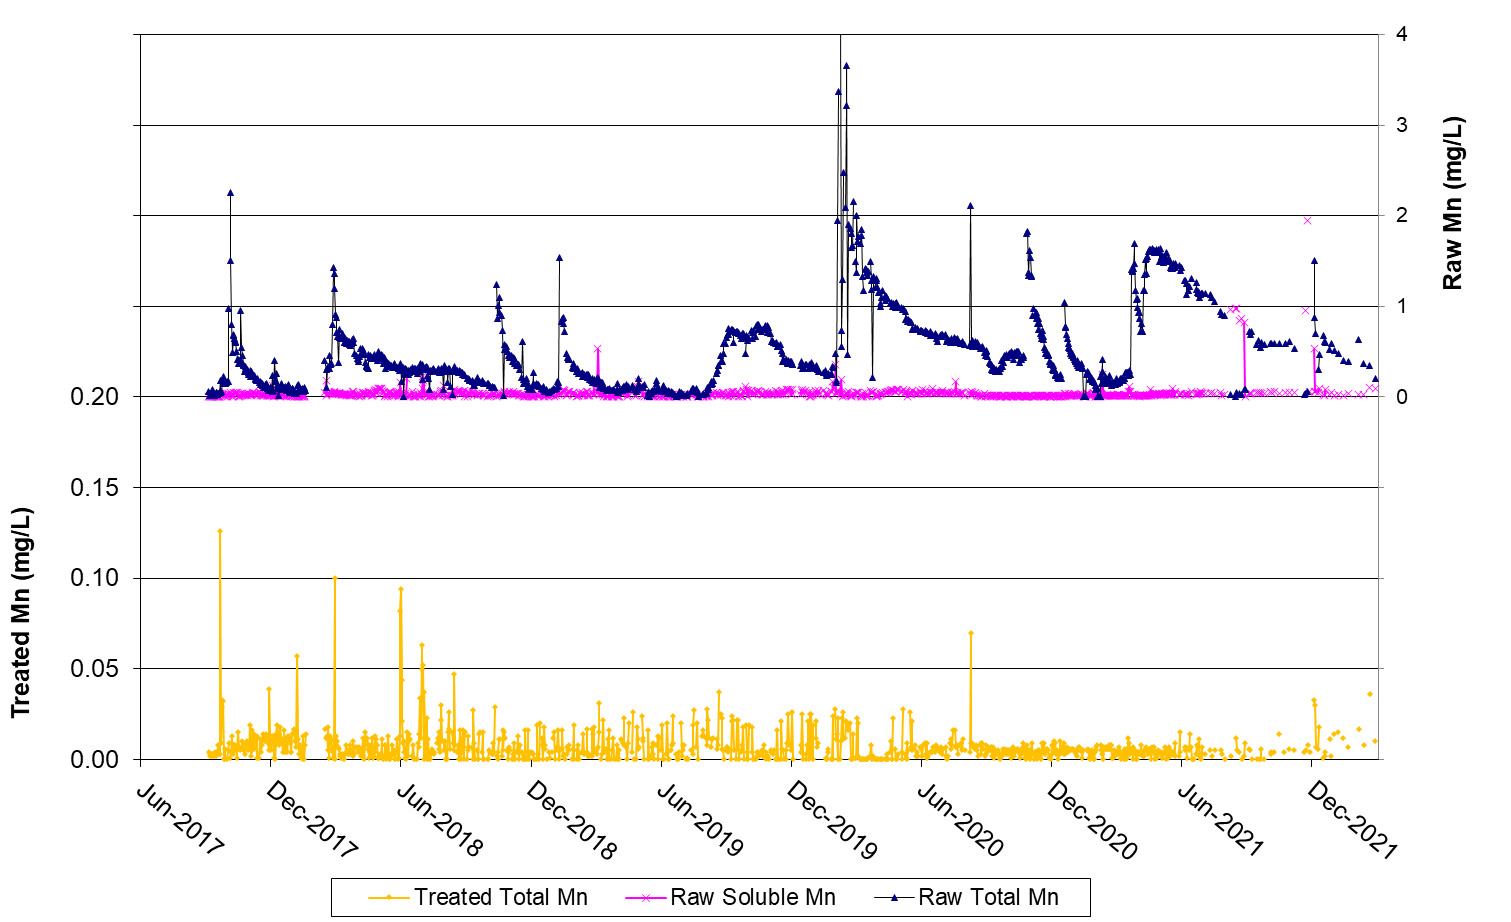 4
3
2
1
0
Raw Mn (mg/L)
0.20
0.15
0.10
0.05
0.00
Treated Mn (mg/L)
Jun-2017
Dec-2017
Jun-2018
Dec-2018
Jun-2019
Dec-2019
Jun-2020
Dec-2020
Jun-2021
Dec-2021
Treated Total Mn Raw Soluble Mn Raw Total Mn